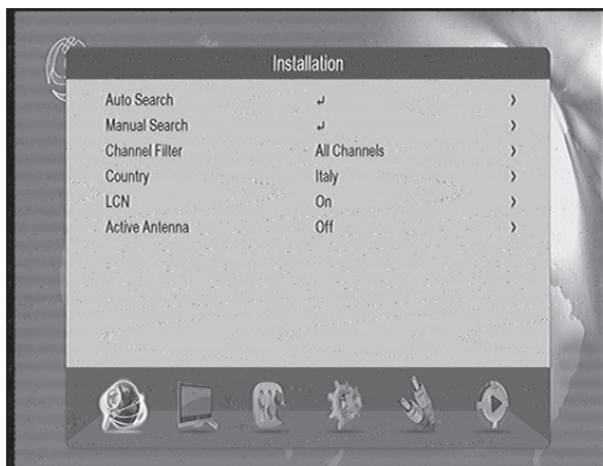 Installation
Auto Search
Manual Search
Channel Filter All Channels
Country Italy
LCN On
Active Antenna Off